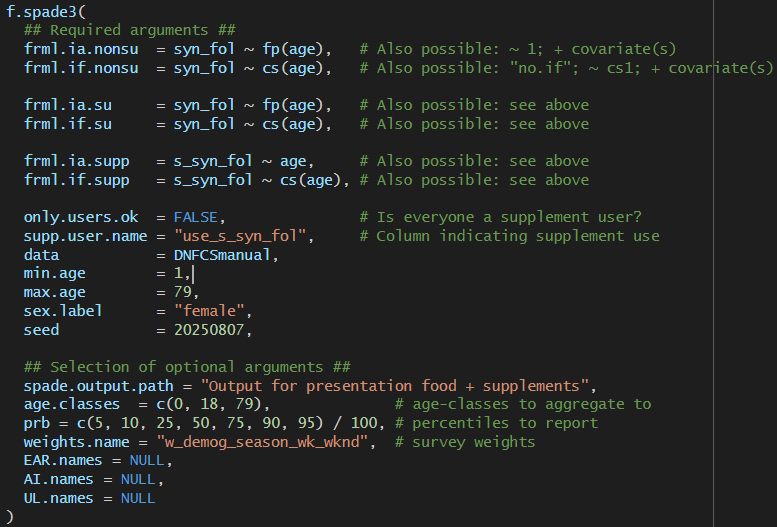 f.spade3(
  ## Required arguments ##
  frml.ia.nonsu  = syn_fol ~ fp(age),   # Also possible: ~ 1; + covariate(s)
  frml.if.nonsu  = syn_fol ~ cs(age),   # Also possible: "no.if"; ~ cs1; + covariate(s)

  frml.ia.su     = syn_fol ~ fp(age),   # Also possible: see above
  frml.if.su     = syn_fol ~ cs(age),   # Also possible: see above

  frml.ia.supp   = s_syn_fol ~ age,     # Also possible: see above
  frml.if.supp   = s_syn_fol ~ cs(age), # Also possible: see above

  only.users.ok  = FALSE,               # Is everyone a supplement user?
  supp.user.name = "use_s_syn_fol",     # Column indicating supplement use
  data           = DNFCSmanual,
  min.age        = 1,
  max.age        = 79,
  sex.label      = "female",
  seed           = 20250807,

  ## Selection of optional arguments ##
  spade.output.path = "Output for presentation food + supplements",
  age.classes  = c(0, 18, 79),              # age-classes to aggregate to
  prb = c(5, 10, 25, 50, 75, 90, 95) / 100, # percentiles to report
  weights.name = "w_demog_season_wk_wknd",  # survey weights
  EAR.names = NULL,
  AI.names = NULL,
  UL.names = NULL
)